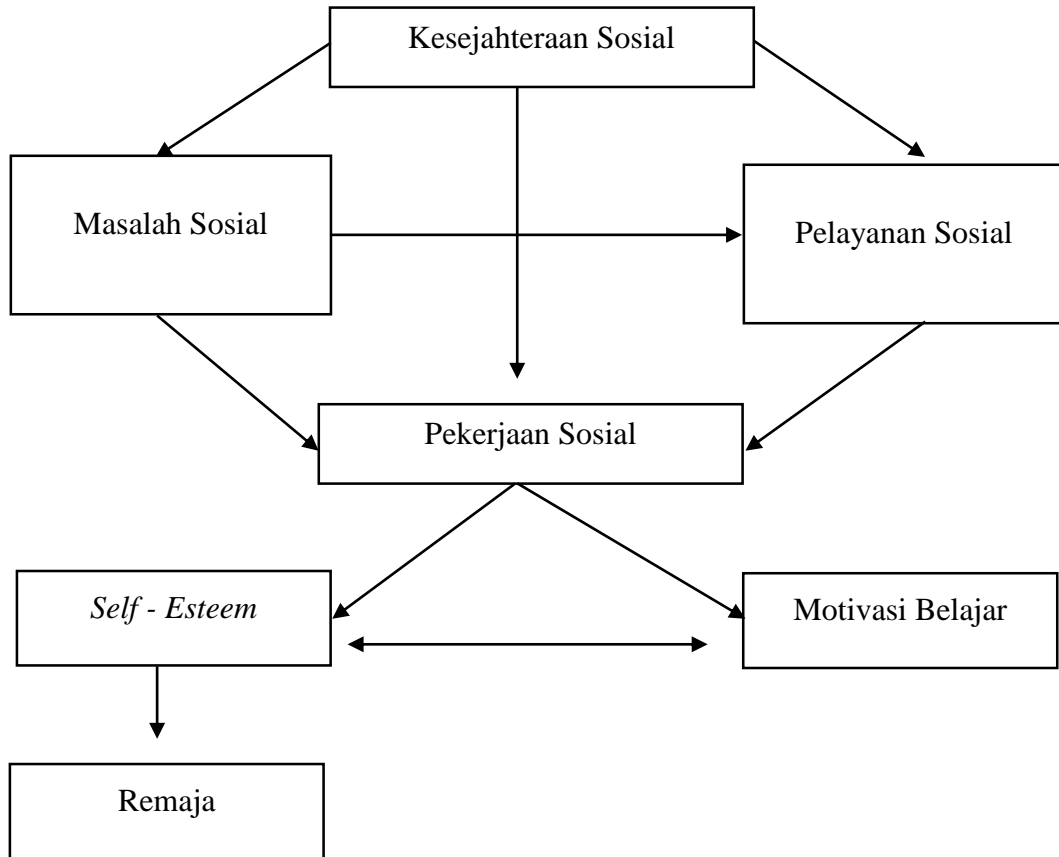 Kesejahteraan Sosial
Masalah Sosial
Pelayanan Sosial
Pekerjaan Sosial
Self - Esteem
Motivasi Belajar
Remaja